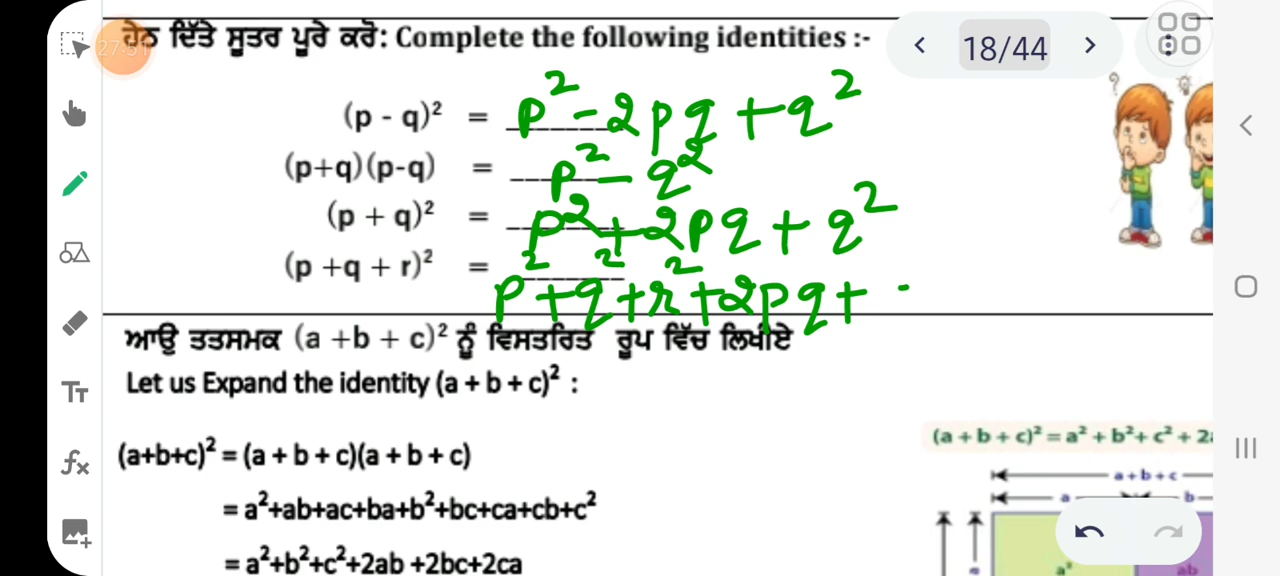 ਹੇਠ ਦਿੱਤੇ ਸੂਤਰ ਪੂਰੇ ਕਰੋ: Complete the following identities :-
18/44
(p - q)² = p² - 2pq + q²
(p+q)(p-q) = p² - q²
(p + q)² = p² + 2pq + q²
(p +q + r)² = p² + q² + r² + 2pq +
ਆਉ ਤਤਸਮਕ (a +b + c)² ਨੂੰ ਵਿਸਤਰਿਤ ਰੂਪ ਵਿੱਚ ਲਿਖੀਏ
Let us Expand the identity (a + b + c)² :
(a + b + c)² = a² + b² + c² + 2
(a+b+c)² = (a + b + c)(a + b + c)
a + b + c
a b
= a²+ab+ac+ba+b²+bc+ca+cb+c²
= a²+b²+c²+2ab +2bc+2ca
a² ab
Tт
fx